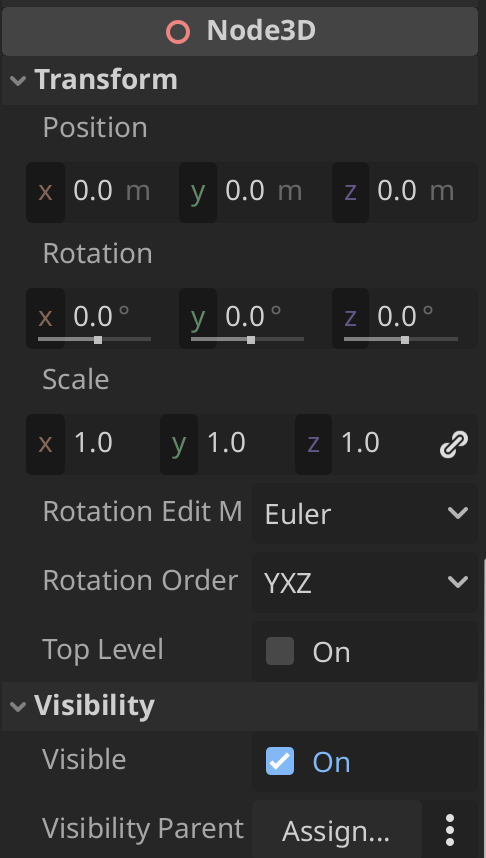 Node3D
Transform
Position
x 0.0 m y 0.0 m z 0.0 m
Rotation
x 0.0 ° y 0.0 ° z 0.0 °
Scale
x 1.0 y 1.0 z 1.0
Rotation Edit M Euler
Rotation Order YXZ
Top Level On
Visibility
Visible On
Visibility Parent Assign...